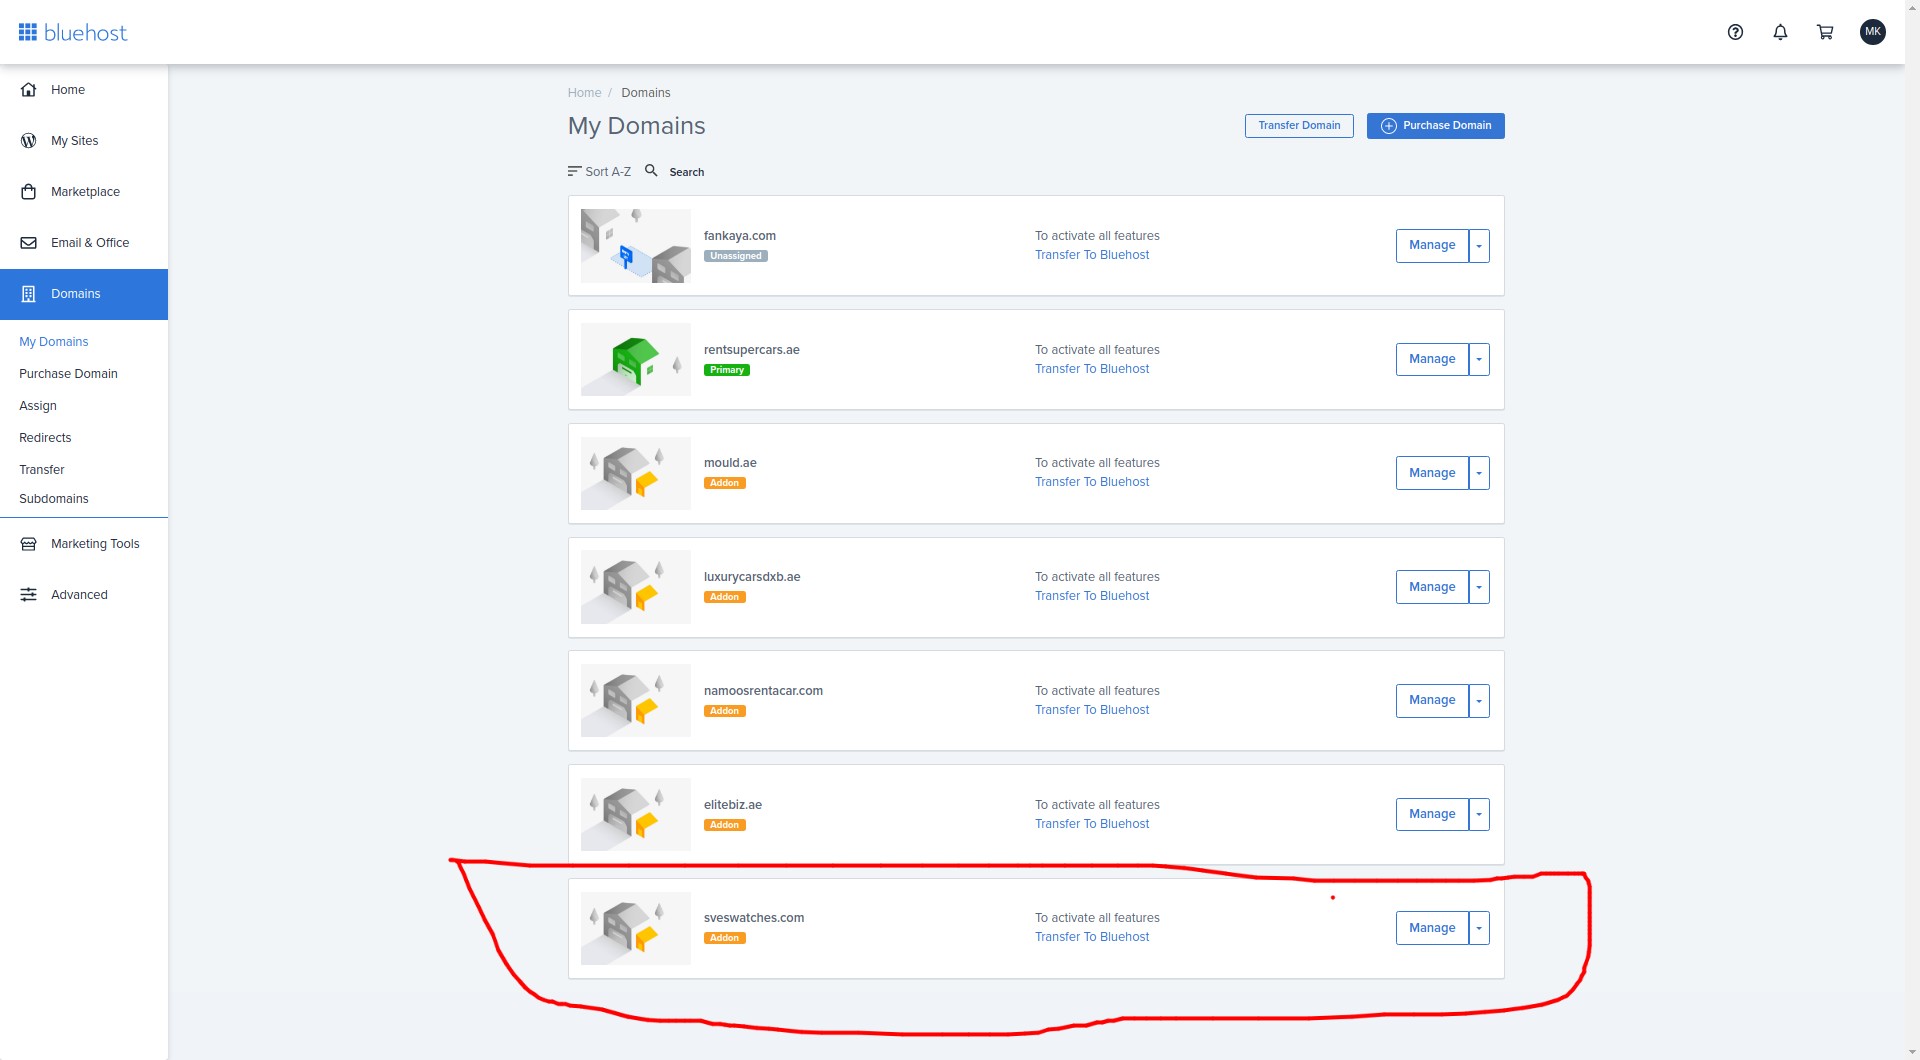 bluehost
MK
Home
My Sites
Marketplace
Email & Office
Domains
My Domains
Purchase Domain
Assign
Redirects
Transfer
Subdomains
Marketing Tools
Advanced
Home / Domains
My Domains
Transfer Domain
Purchase Domain
Sort A-Z
Search
fankaya.com
Unassigned
To activate all features
Transfer To Bluehost
Manage
rentsupercars.ae
Primary
To activate all features
Transfer To Bluehost
Manage
mould.ae
Addon
To activate all features
Transfer To Bluehost
Manage
luxurycarsdxb.ae
Addon
To activate all features
Transfer To Bluehost
Manage
namoosrentacar.com
Addon
To activate all features
Transfer To Bluehost
Manage
elitebiz.ae
Addon
To activate all features
Transfer To Bluehost
Manage
sveswatches.com
Addon
To activate all features
Transfer To Bluehost
Manage